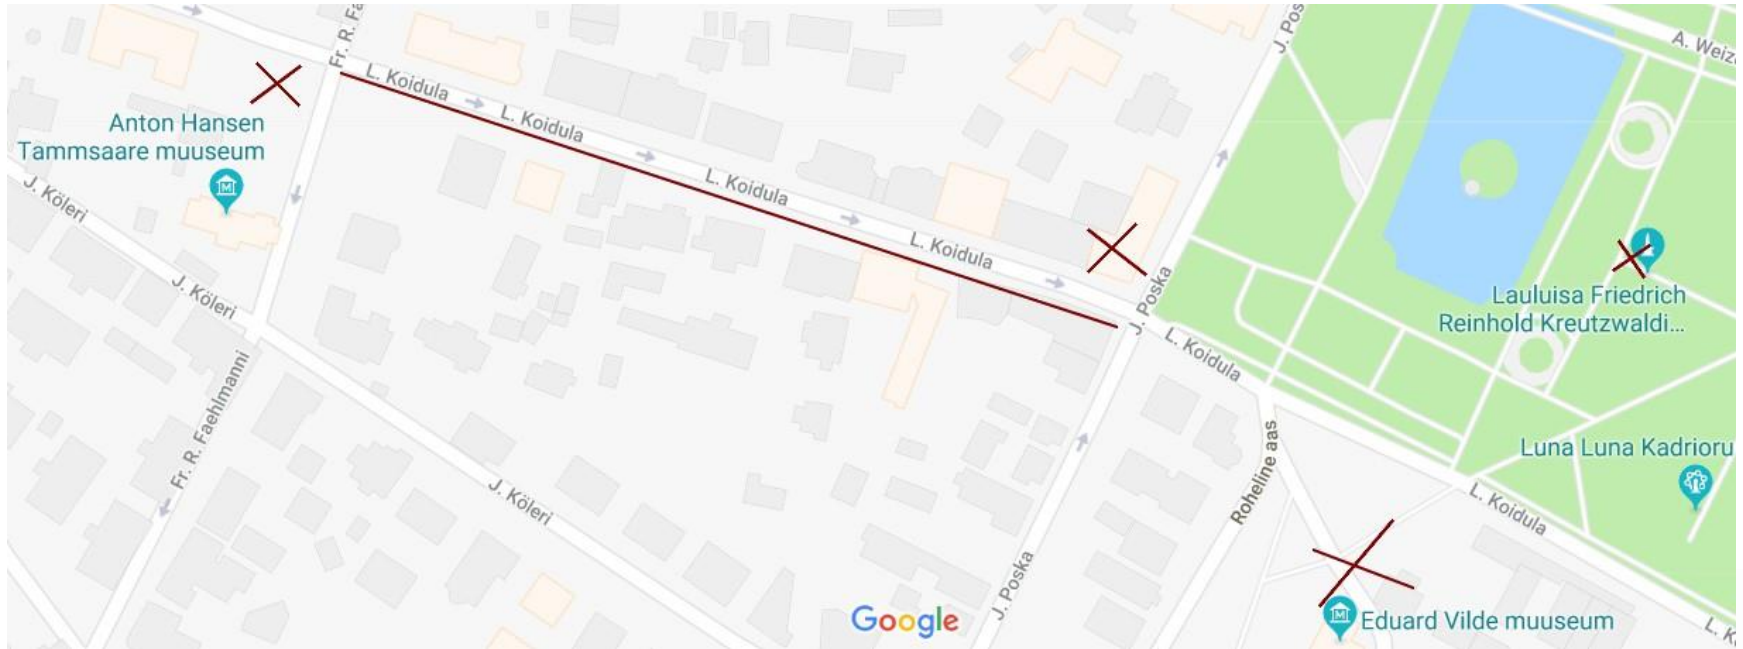 Fr. R. Fa
A. Weiz
J. Pos
L. Koidula
L. Koidula
L. Koidula
L. Koidula
Anton Hansen
Tammsaare muuseum
J. Köleri
J. Köleri
J. Poska
L. Koidula
Lauluisa Friedrich
Reinhold Kreutzwaldi...
Fr. R. Faehlmanni
J. Köleri
Roheline aas
Luna Luna Kadrioru
L. Koidula
J. Poska
Google
Eduard Vilde muuseum
L. K